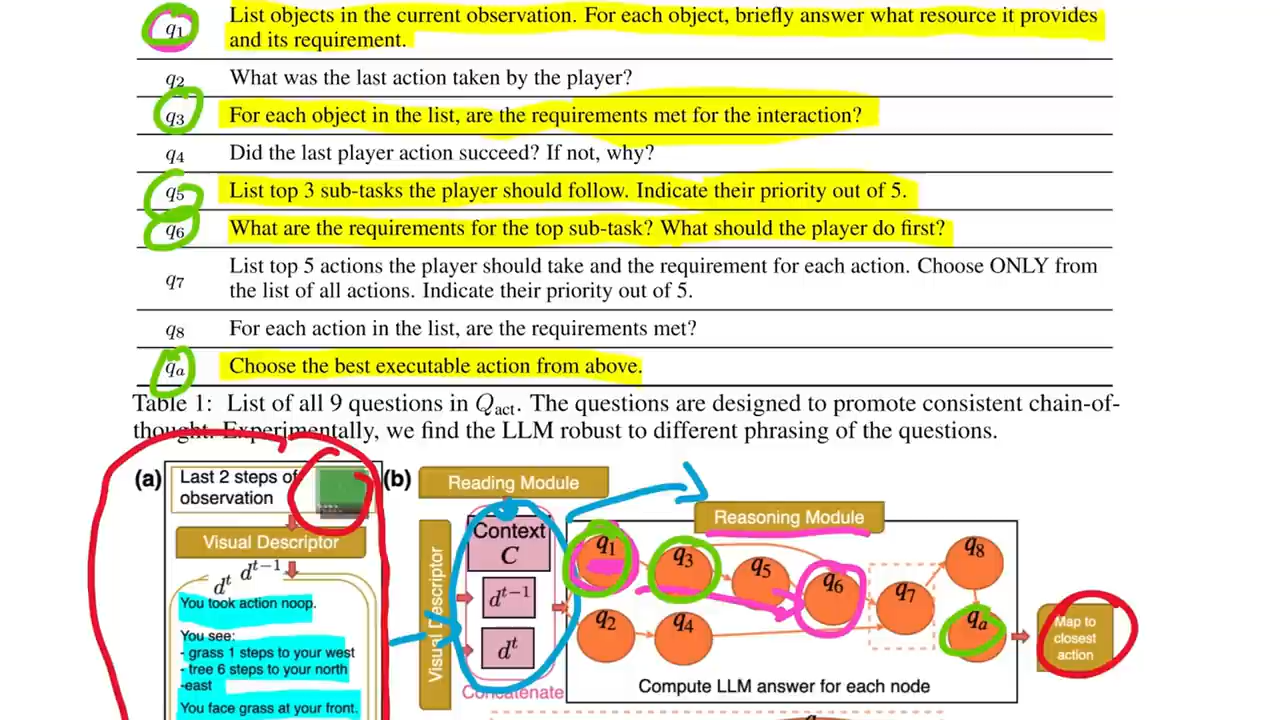 q1 List objects in the current observation. For each object, briefly answer what resource it provides
and its requirement.
q2 What was the last action taken by the player?
q3 For each object in the list, are the requirements met for the interaction?
q4 Did the last player action succeed? If not, why?
q5 List top 3 sub-tasks the player should follow. Indicate their priority out of 5.
q6 What are the requirements for the top sub-task? What should the player do first?
q7 List top 5 actions the player should take and the requirement for each action. Choose ONLY from
the list of all actions. Indicate their priority out of 5.
q8 For each action in the list, are the requirements met?
qa Choose the best executable action from above.
Table 1: List of all 9 questions in Qact. The questions are designed to promote consistent chain-of-
thought. Experimentally, we find the LLM robust to different phrasing of the questions.
(a)
Last 2 steps of
observation
Visual Descriptor
d^t d^t-1
You took action noop.
You see:
- grass 1 steps to your west
- tree 6 steps to your north
-east
You face grass at your front.
(b)
Reading Module
Visual Descriptor
Context
C
d^t-1
d^t
Concatenate
Reasoning Module
q1 q3 q5 q6 q7 q8
q2 q4 qa
Compute LLM answer for each node
Map to
closest
action